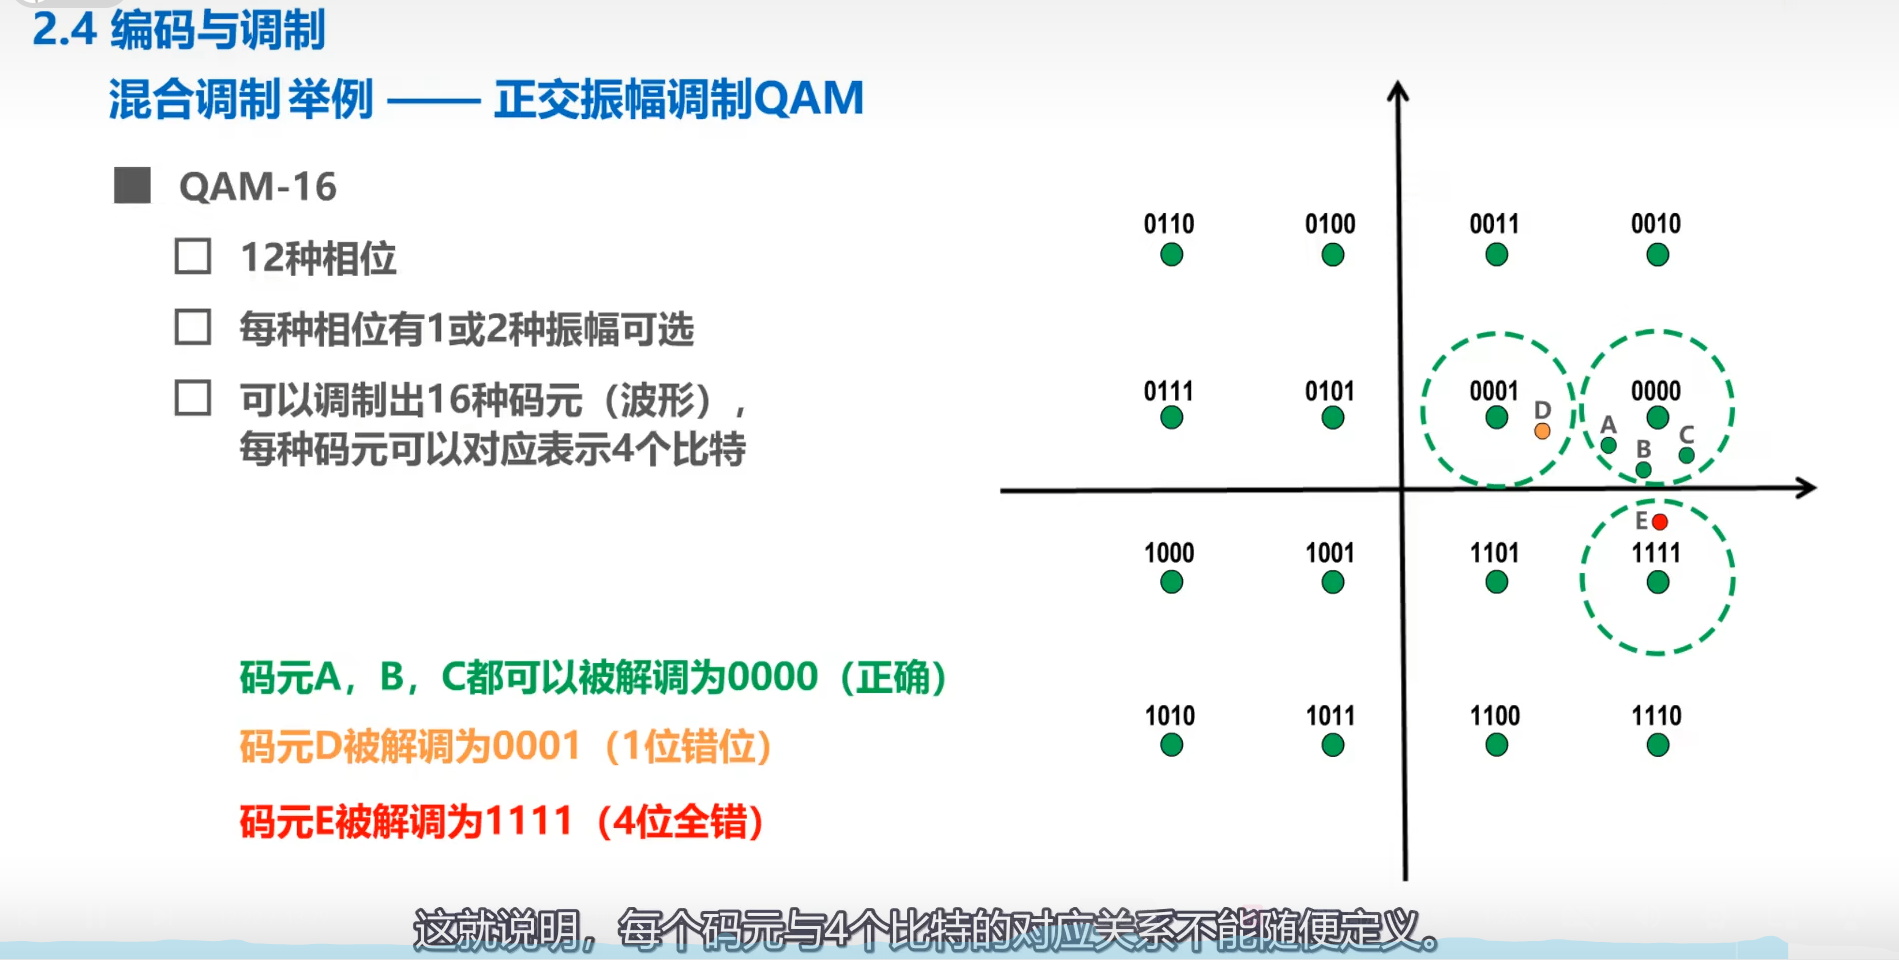 2.4 编码与调制
混合调制 举例 —— 正交振幅调制QAM
QAM-16
12种相位
每种相位有1或2种振幅可选
可以调制出16种码元（波形），
每种码元可以对应表示4个比特
0110 0100 0011 0010
0111 0101 0001 0000
D A B C
E
1000 1001 1101 1111
1010 1011 1100 1110
码元A，B，C都可以被解调为0000（正确）
码元D被解调为0001（1位错位）
码元E被解调为1111（4位全错）
这就说明，每个码元与4个比特的对应关系不能随便定义。